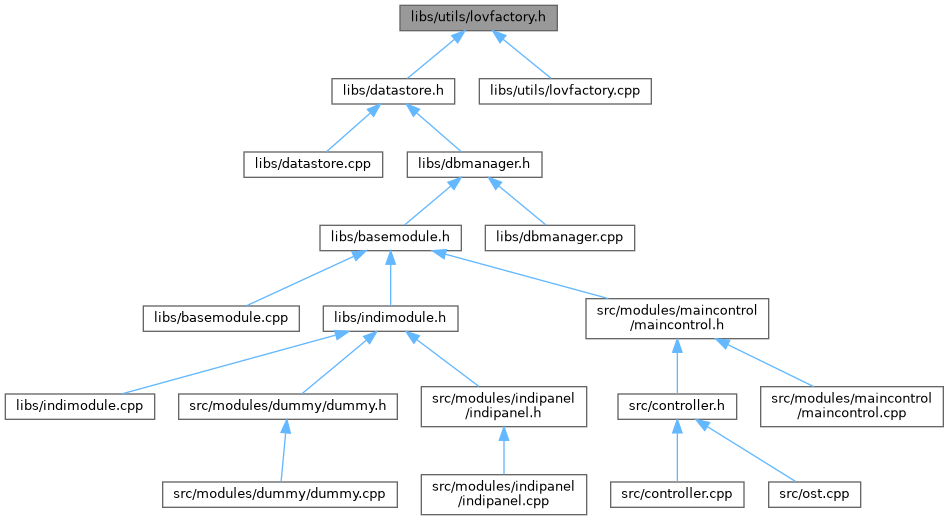 libs/utils/lovfactory.h
libs/datastore.h
libs/utils/lovfactory.cpp
libs/datastore.cpp
libs/dbmanager.h
libs/basemodule.h
libs/dbmanager.cpp
libs/basemodule.cpp
libs/indimodule.h
src/modules/maincontrol
/maincontrol.h
libs/indimodule.cpp
src/modules/dummy/dummy.h
src/modules/indipanel
/indipanel.h
src/controller.h
src/modules/maincontrol
/maincontrol.cpp
src/modules/dummy/dummy.cpp
src/modules/indipanel
/indipanel.cpp
src/controller.cpp
src/ost.cpp